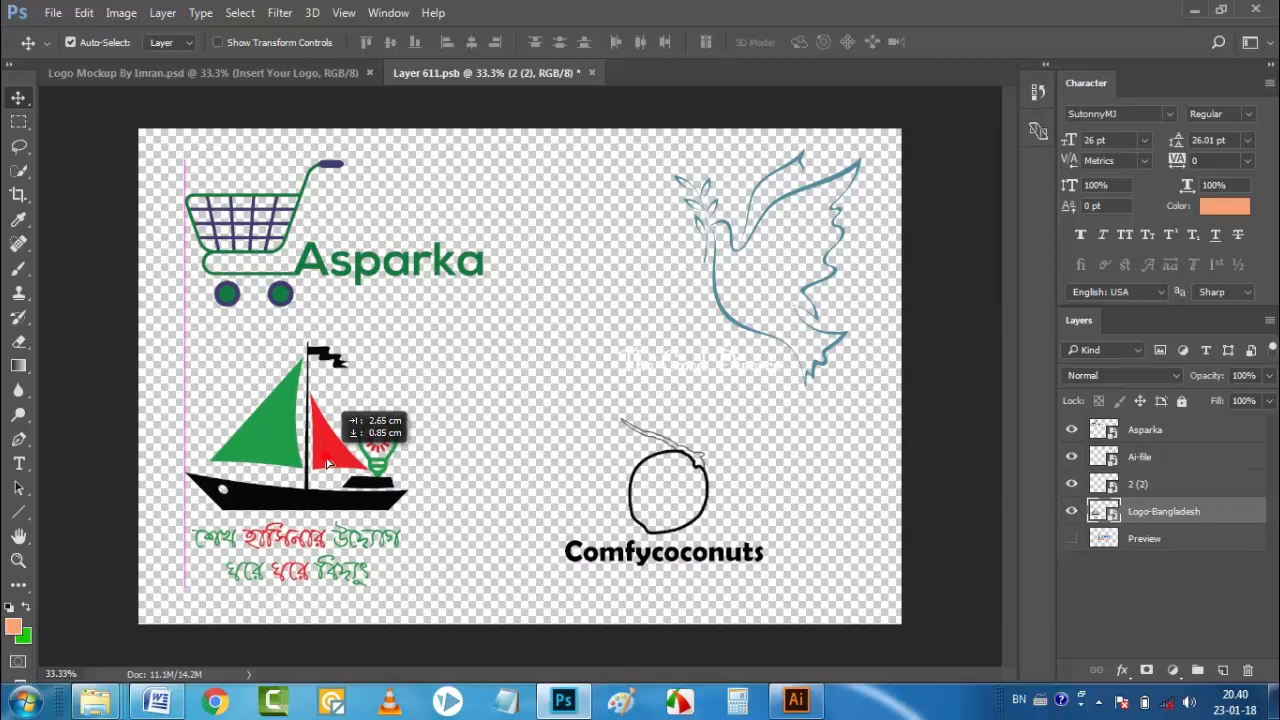 Ps File Edit Image Layer Type Select Filter 3D View Window Help
Auto-Select: Layer Show Transform Controls 3D Mode:
Logo Mockup By Imran.psd @ 33.3% (Insert Your Logo, RGB/8) × Layer 611.psb @ 33.3% (2 (2), RGB/8) * ×
Character
SutonnyMJ Regular
26 pt 26.01 pt
Metrics 0
100% 100%
0 pt Color:
English: USA Sharp
Layers
Kind
Normal Opacity: 100%
Lock: Fill: 100%
Asparka
Ai-file
2 (2)
Logo-Bangladesh
Preview
Asparka
2.65 cm
0.85 cm
শেখ হাসিনার উদ্যোগ
ঘরে ঘরে বিদ্যুৎ
Comfycoconuts
33.33% Doc: 11.1M/14.2M
BN 20.40
23-01-18